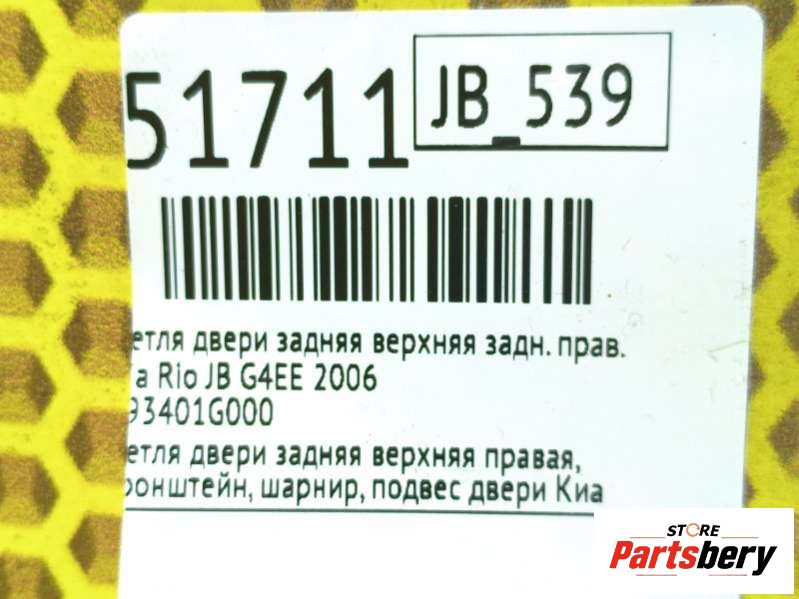 51711
JB_539
етля двери задняя верхняя задн. прав.
a Rio JB G4EE 2006
93401G000
етля двери задняя верхняя правая,
ронштейн, шарнир, подвес двери Киа
STORE
Partsbery